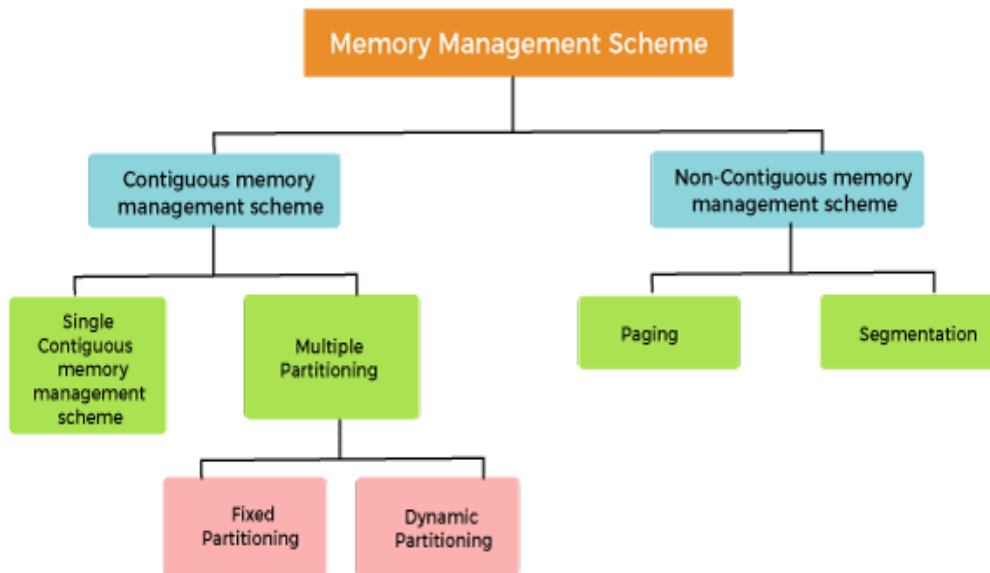 Memory Management Scheme
Contiguous memory
management scheme
Non-Contiguous memory
management scheme
Single
Contiguous
memory
management
scheme
Multiple
Partitioning
Paging
Segmentation
Fixed
Partitioning
Dynamic
Partitioning